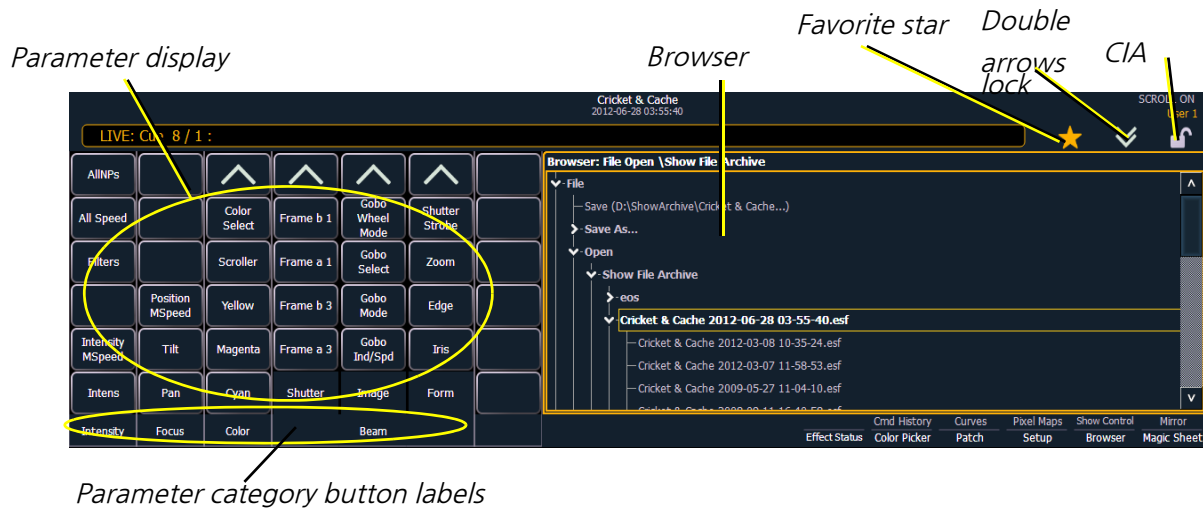 Parameter display
Browser
Favorite star
Double arrows lock
CIA
Cricket & Cache
2012-06-28 03:55:40
SCROLL ON
User 1
LIVE: Cue 8 / 1 :
AllNPs
All Speed
Color Select
Frame b 1
Gobo Wheel Mode
Shutter Strobe
Filters
Scroller
Frame a 1
Gobo Select
Zoom
Position MSpeed
Yellow
Frame b 3
Gobo Mode
Edge
Intensity MSpeed
Tilt
Magenta
Frame a 3
Gobo Ind/Spd
Iris
Intens
Pan
Cyan
Shutter
Image
Form
Intensity
Focus
Color
Beam
Browser: File Open \Show File Archive
File
Save (D:\ShowArchive\Cricket & Cache...)
Save As...
Open
Show File Archive
eos
Cricket & Cache 2012-06-28 03-55-40.esf
Cricket & Cache 2012-03-08 10-35-24.esf
Cricket & Cache 2012-03-07 11-58-53.esf
Cricket & Cache 2009-05-27 11-04-10.esf
Cmd History
Curves
Pixel Maps
Show Control
Mirror
Effect Status
Color Picker
Patch
Setup
Browser
Magic Sheet
Parameter category button labels